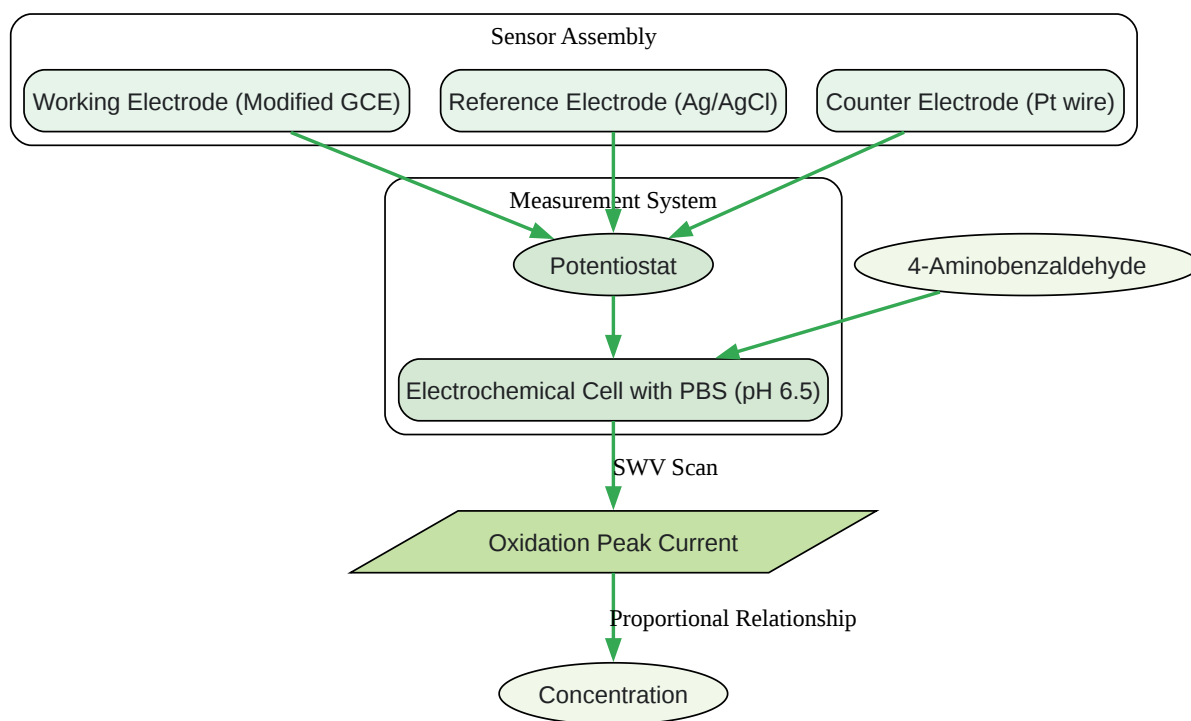 Sensor Assembly
Working Electrode (Modified GCE)
Reference Electrode (Ag/AgCl)
Counter Electrode (Pt wire)
Measurement System
Potentiostat
4-Aminobenzaldehyde
Electrochemical Cell with PBS (pH 6.5)
SWV Scan
Oxidation Peak Current
Proportional Relationship
Concentration